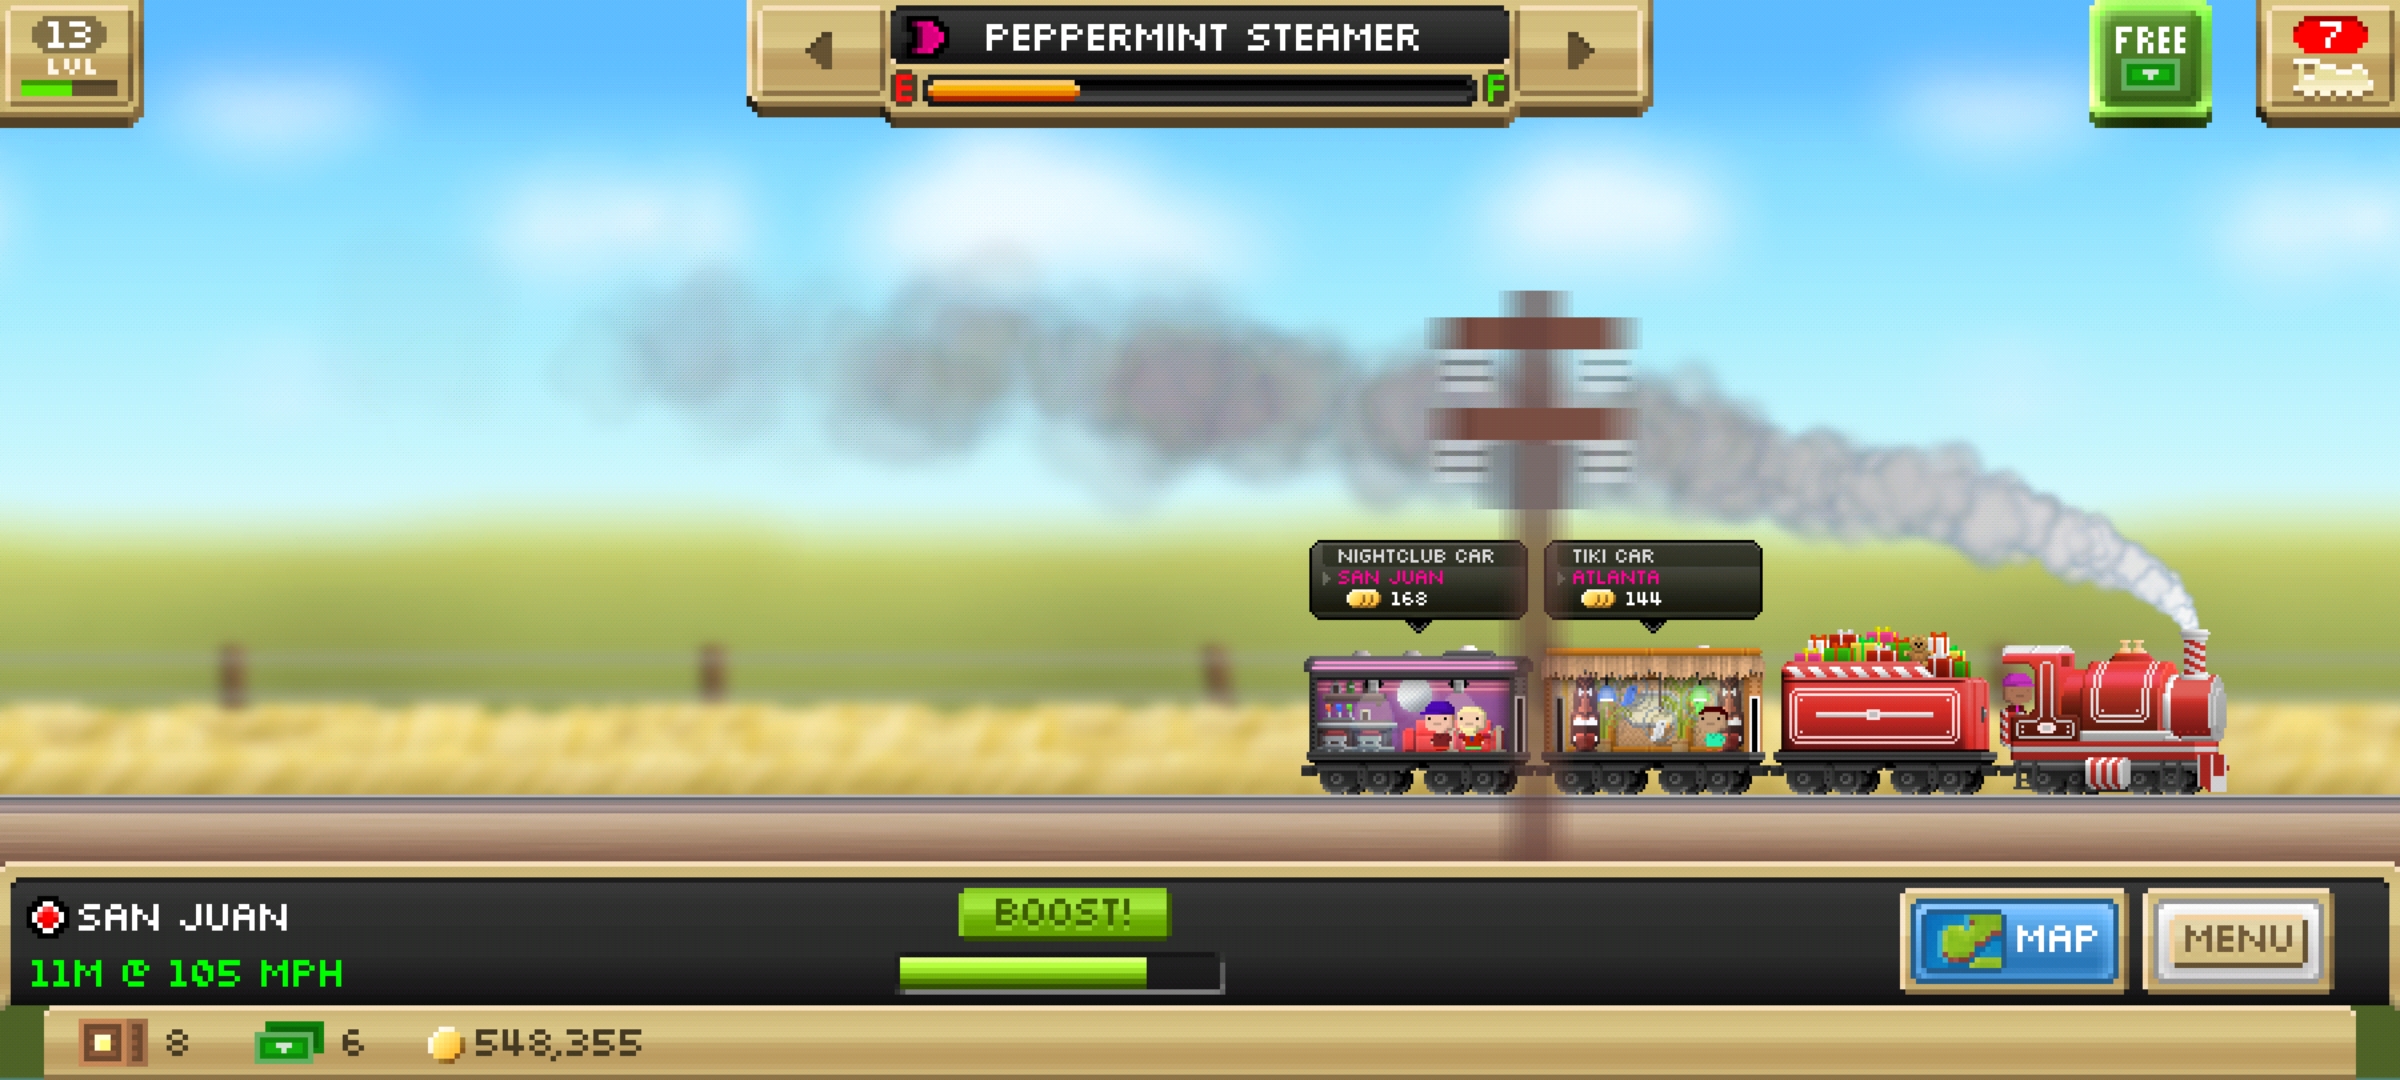 13
LVL
PEPPERMINT STEAMER
E
F
FREE
7
NIGHTCLUB CAR
SAN JUAN
168
TIKI CAR
ATLANTA
144
SAN JUAN
11M @ 105 MPH
BOOST!
MAP
MENU
8
6
548,355